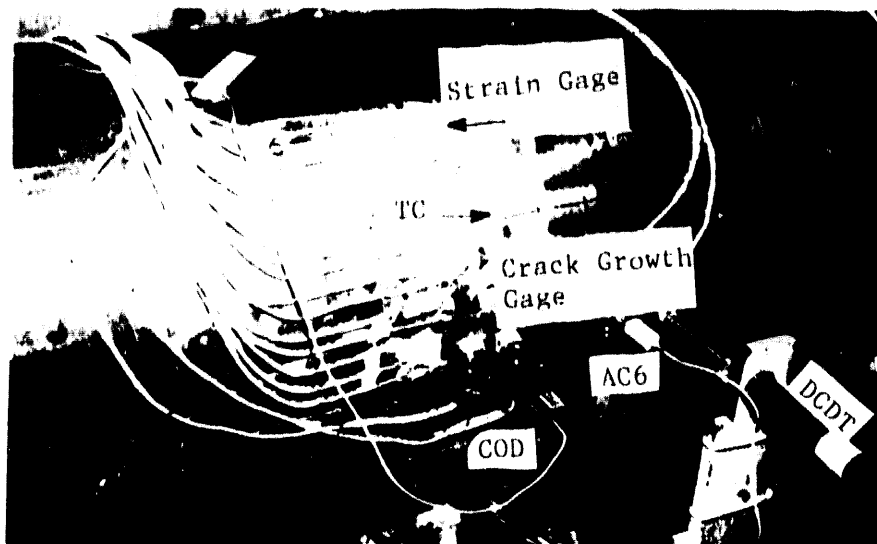 Strain Gage
TC
Crack Growth
Gage
AC6
DCDT
COD